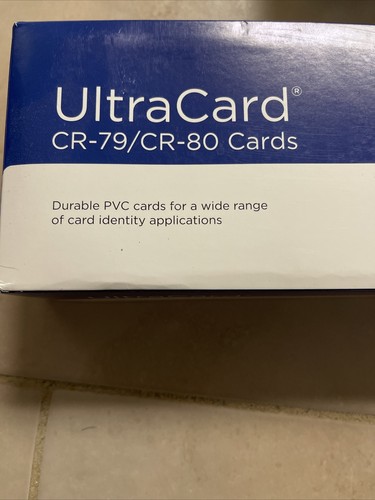 UltraCard®
CR-79/CR-80 Cards
Durable PVC cards for a wide range
of card identity applications